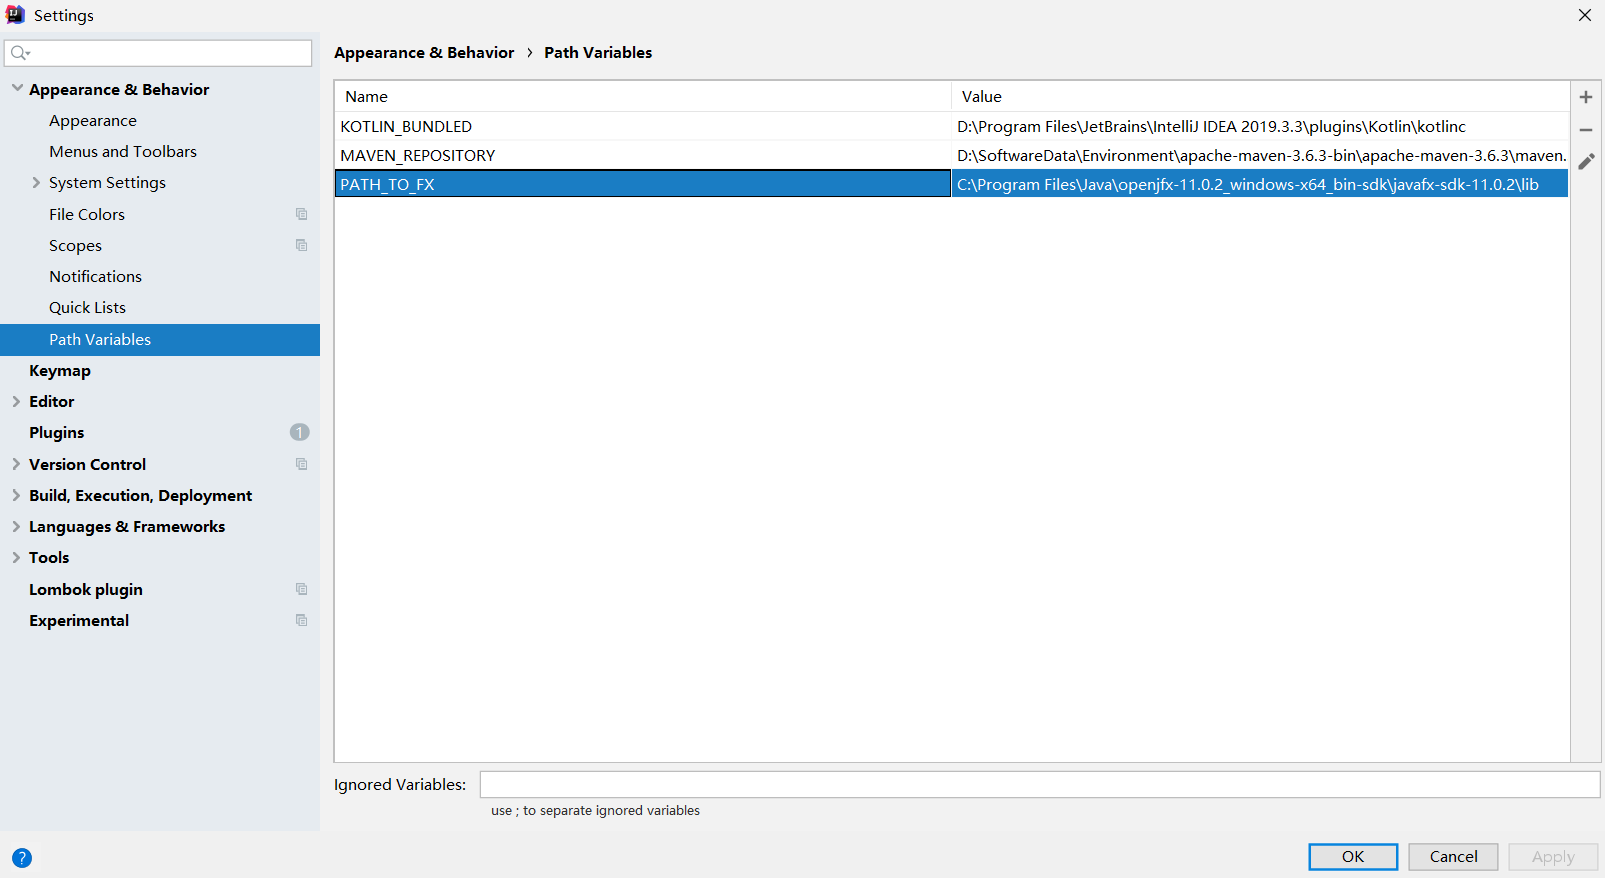 Settings
Appearance & Behavior
Appearance
Menus and Toolbars
System Settings
File Colors
Scopes
Notifications
Quick Lists
Path Variables
Keymap
Editor
Plugins 1
Version Control
Build, Execution, Deployment
Languages & Frameworks
Tools
Lombok plugin
Experimental
Appearance & Behavior › Path Variables
Name Value
KOTLIN_BUNDLED D:\Program Files\JetBrains\IntelliJ IDEA 2019.3.3\plugins\Kotlin\kotlinc
MAVEN_REPOSITORY D:\SoftwareData\Environment\apache-maven-3.6.3-bin\apache-maven-3.6.3\maven.
PATH_TO_FX C:\Program Files\Java\openjfx-11.0.2_windows-x64_bin-sdk\javafx-sdk-11.0.2\lib
Ignored Variables:
use ; to separate ignored variables
?
OK Cancel Apply